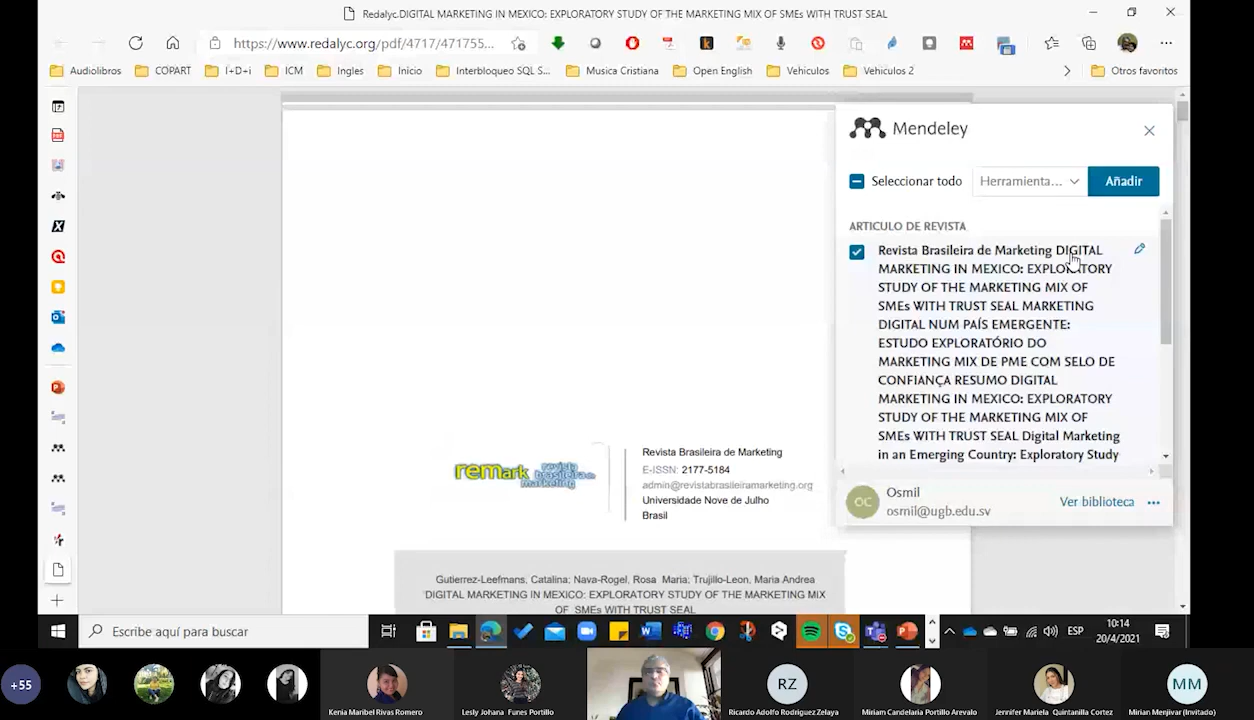 Redalyc.DIGITAL MARKETING IN MEXICO: EXPLORATORY STUDY OF THE MARKETING MIX OF SMES WITH TRUST SEAL
https://www.redalyc.org/pdf/4717/471755...
Audiolibros
COPART
I+D+i
ICM
Ingles
Inicio
Interbloqueo SQL S...
Musica Cristiana
Open English
Vehiculos
Vehiculos 2
Otros favoritos
Mendeley
Seleccionar todo
Herramienta...
Añadir
ARTICULO DE REVISTA
Revista Brasileira de Marketing DIGITAL
MARKETING IN MEXICO: EXPLORATORY
STUDY OF THE MARKETING MIX OF
SMEs WITH TRUST SEAL MARKETING
DIGITAL NUM PAÍS EMERGENTE:
ESTUDO EXPLORATÓRIO DO
MARKETING MIX DE PME COM SELO DE
CONFIANÇA RESUMO DIGITAL
MARKETING IN MEXICO: EXPLORATORY
STUDY OF THE MARKETING MIX OF
SMEs WITH TRUST SEAL Digital Marketing
in an Emerging Country: Exploratory Study
OC
Osmil
osmil@ugb.edu.sv
Ver biblioteca
remark
revista
brasileira de
marketing
Revista Brasileira de Marketing
E-ISSN: 2177-5184
admin@revistabrasileiramarketing.org
Universidade Nove de Julho
Brasil
Gutierrez-Leefmans, Catalina; Nava-Rogel, Rosa Maria; Trujillo-Leon, Maria Andrea
DIGITAL MARKETING IN MEXICO: EXPLORATORY STUDY OF THE MARKETING MIX
OF SMEs WITH TRUST SEAL
Escribe aquí para buscar
ESP
10:14
20/4/2021
+55
Kenia Maribel Rivas Romero
Lesly Johana Funes Portillo
RZ
Ricardo Adolfo Rodriguez Zelaya
Miriam Candelaria Portillo Arevalo
Jennifer Mariela Quintanilla Cortez
MM
Mirian Menjivar (Invitado)